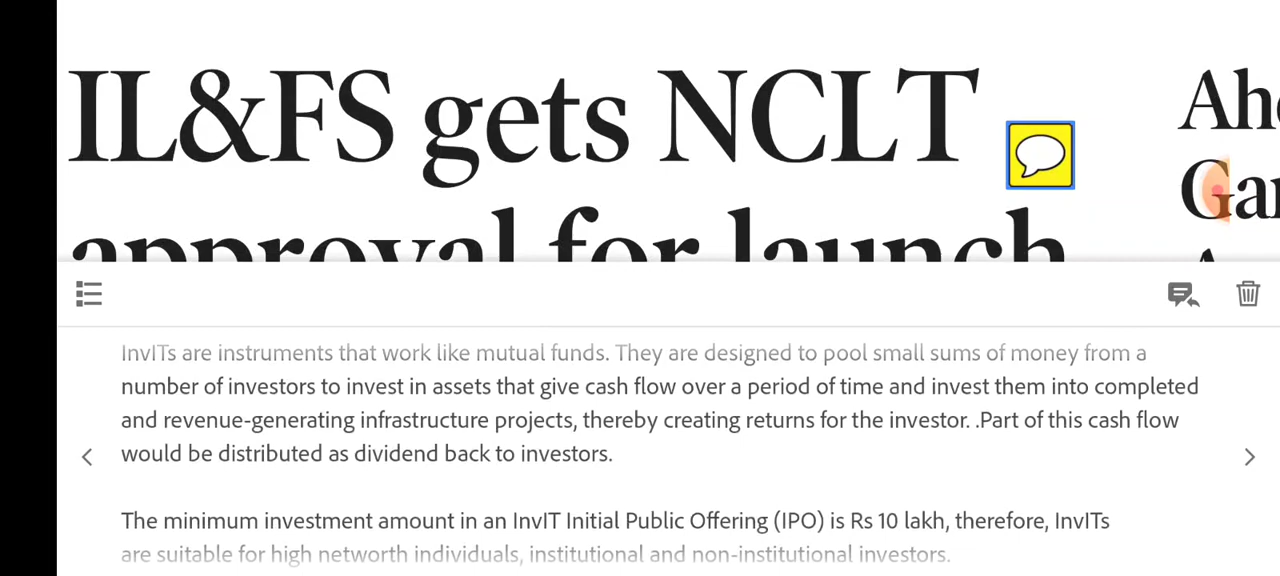 IL&FS gets NCLT
approval for launch
InvITs are instruments that work like mutual funds. They are designed to pool small sums of money from a
number of investors to invest in assets that give cash flow over a period of time and invest them into completed
and revenue-generating infrastructure projects, thereby creating returns for the investor. .Part of this cash flow
would be distributed as dividend back to investors.
The minimum investment amount in an InvIT Initial Public Offering (IPO) is Rs 10 lakh, therefore, InvITs
are suitable for high networth individuals, institutional and non-institutional investors.